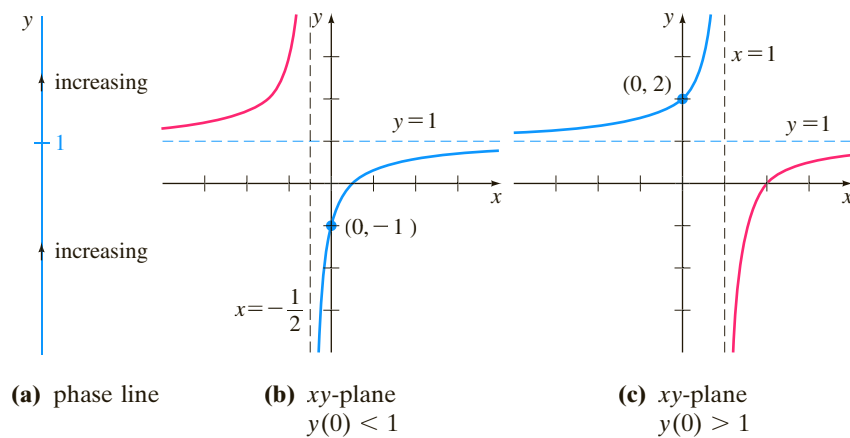 y
increasing
1
increasing
(a) phase line
y
y=1
x
(0, −1 )
x=−1/2
(b) xy-plane
y(0) < 1
y
x=1
(0, 2)
y=1
x
(c) xy-plane
y(0) > 1